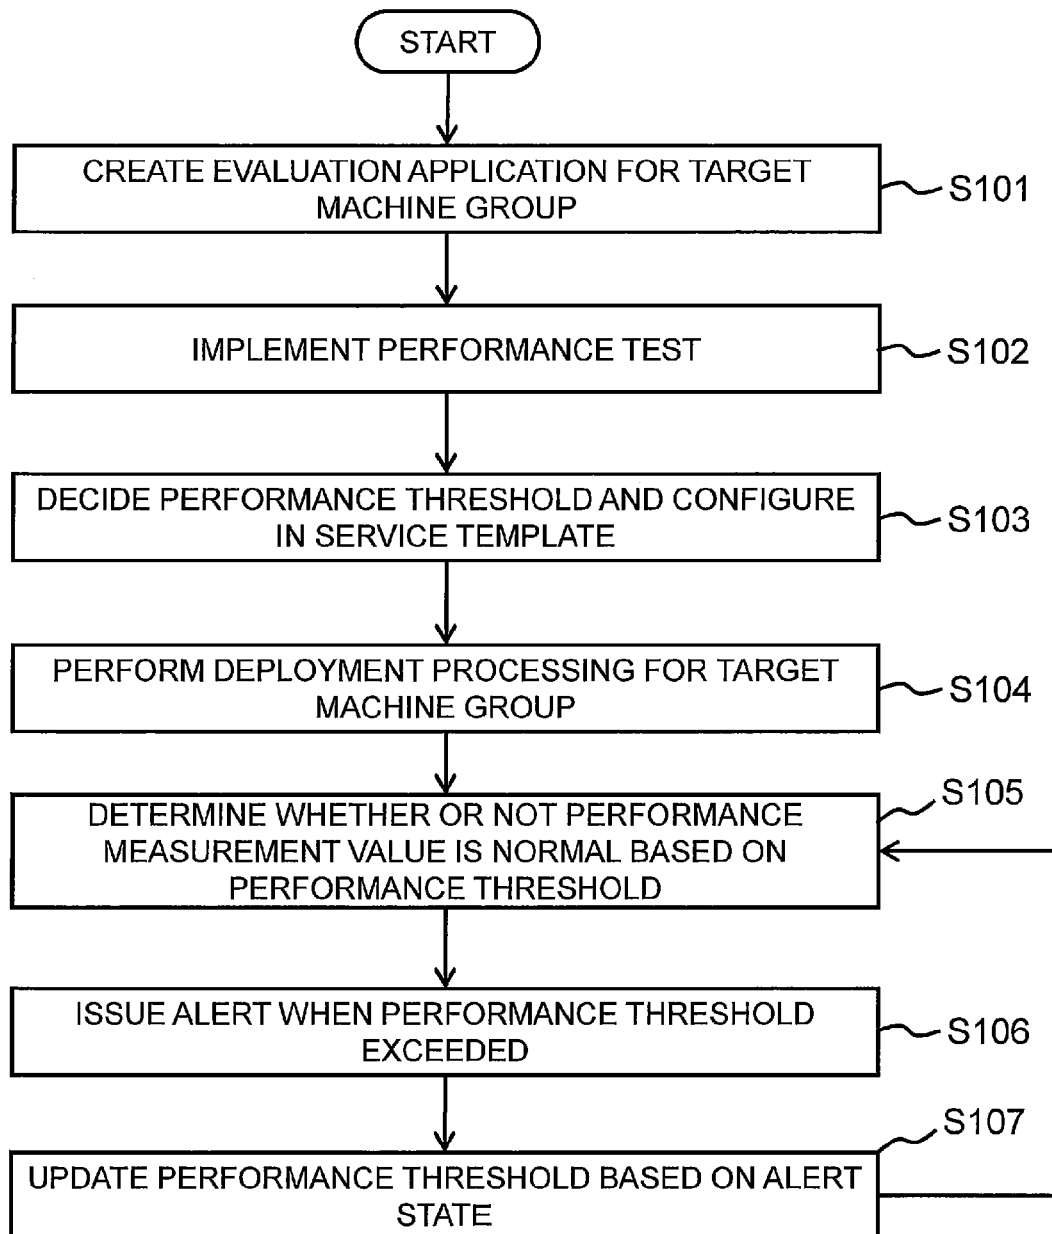 START
CREATE EVALUATION APPLICATION FOR TARGET
MACHINE GROUP
S101
IMPLEMENT PERFORMANCE TEST
S102
DECIDE PERFORMANCE THRESHOLD AND CONFIGURE
IN SERVICE TEMPLATE
S103
PERFORM DEPLOYMENT PROCESSING FOR TARGET
MACHINE GROUP
S104
DETERMINE WHETHER OR NOT PERFORMANCE
MEASUREMENT VALUE IS NORMAL BASED ON
PERFORMANCE THRESHOLD
S105
ISSUE ALERT WHEN PERFORMANCE THRESHOLD
EXCEEDED
S106
UPDATE PERFORMANCE THRESHOLD BASED ON ALERT
STATE
S107